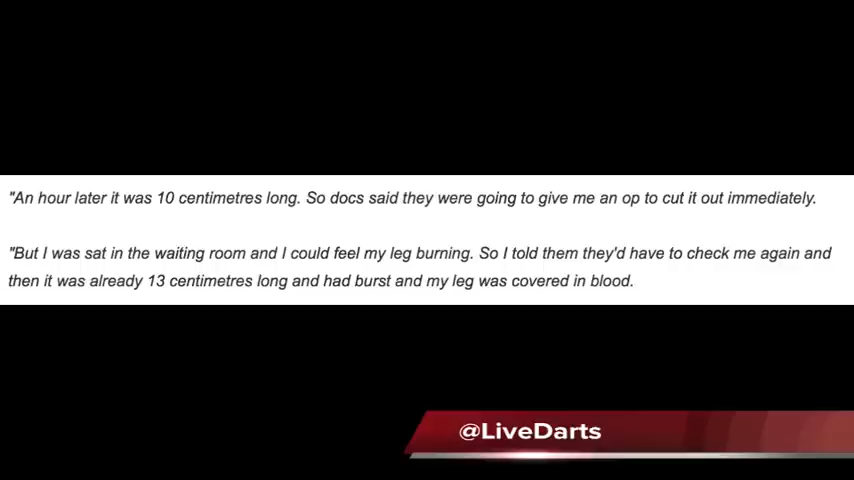 "An hour later it was 10 centimetres long. So docs said they were going to give me an op to cut it out immediately.
"But I was sat in the waiting room and I could feel my leg burning. So I told them they'd have to check me again and
then it was already 13 centimetres long and had burst and my leg was covered in blood.
@LiveDarts